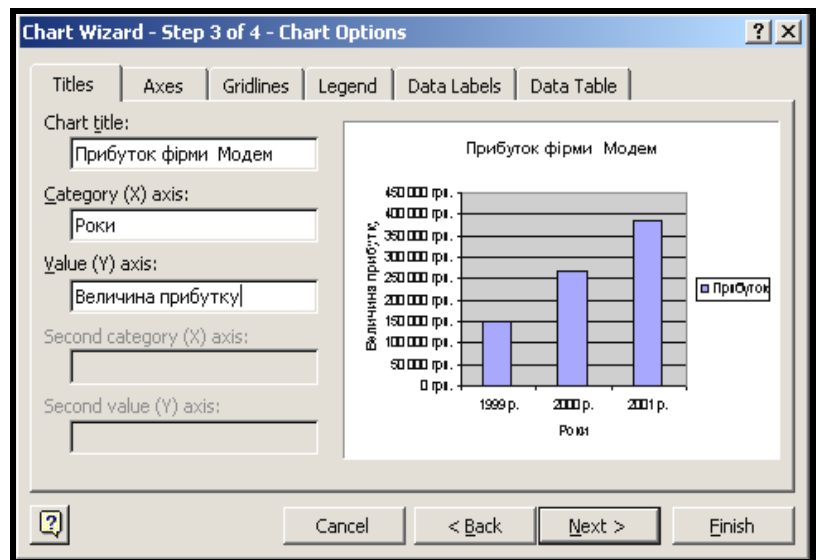 Chart Wizard - Step 3 of 4 - Chart Options
Titles Axes Gridlines Legend Data Labels Data Table
Chart title:
Прибуток фірми Модем
Category (X) axis:
Роки
Value (Y) axis:
Величина прибутку
Second category (X) axis:
Second value (Y) axis:
Прибуток фірми Модем
Величина прибутк,
450 000 грн.
400 000 грн.
350 000 грн.
300 000 грн.
250 000 грн.
200 000 грн.
150 000 грн.
100 000 грн.
50 000 грн.
0 грн.
1999 р. 2000 р. 2001 р.
Роки
Прибуток
Cancel < Back Next > Finish